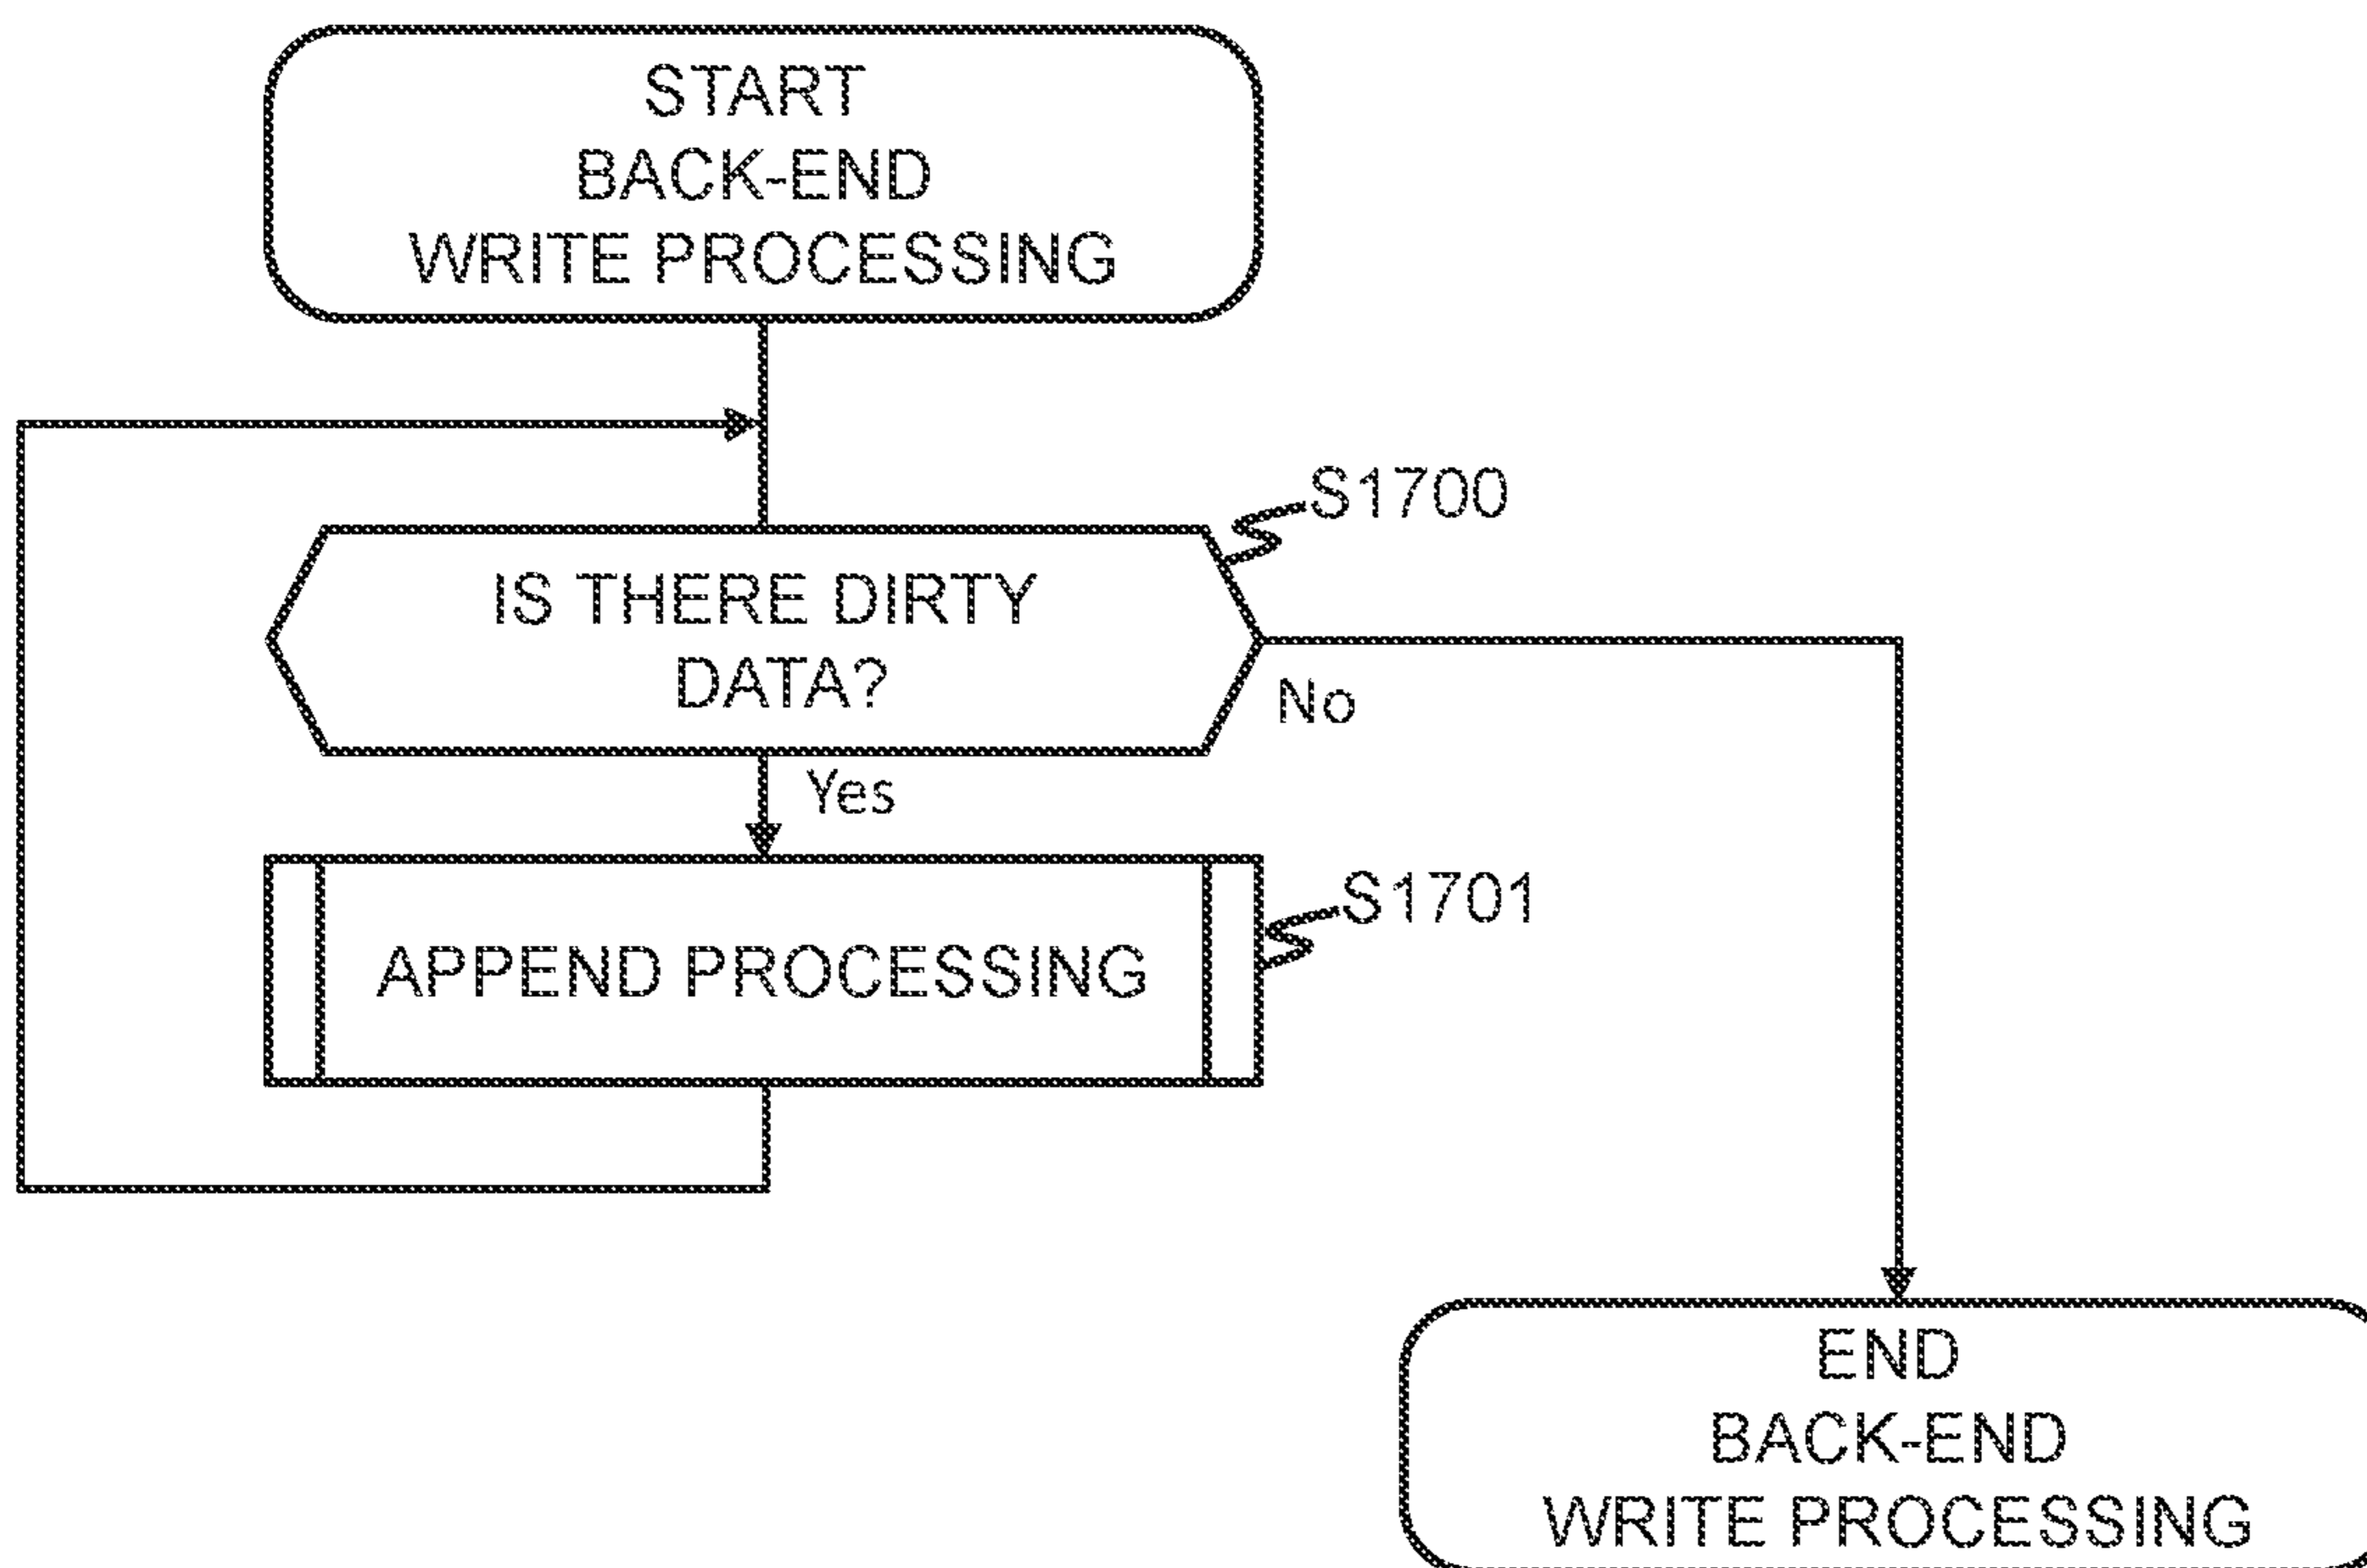 START
BACK-END
WRITE PROCESSING
S1700
IS THERE DIRTY
DATA?
No
Yes
S1701
APPEND PROCESSING
END
BACK-END
WRITE PROCESSING